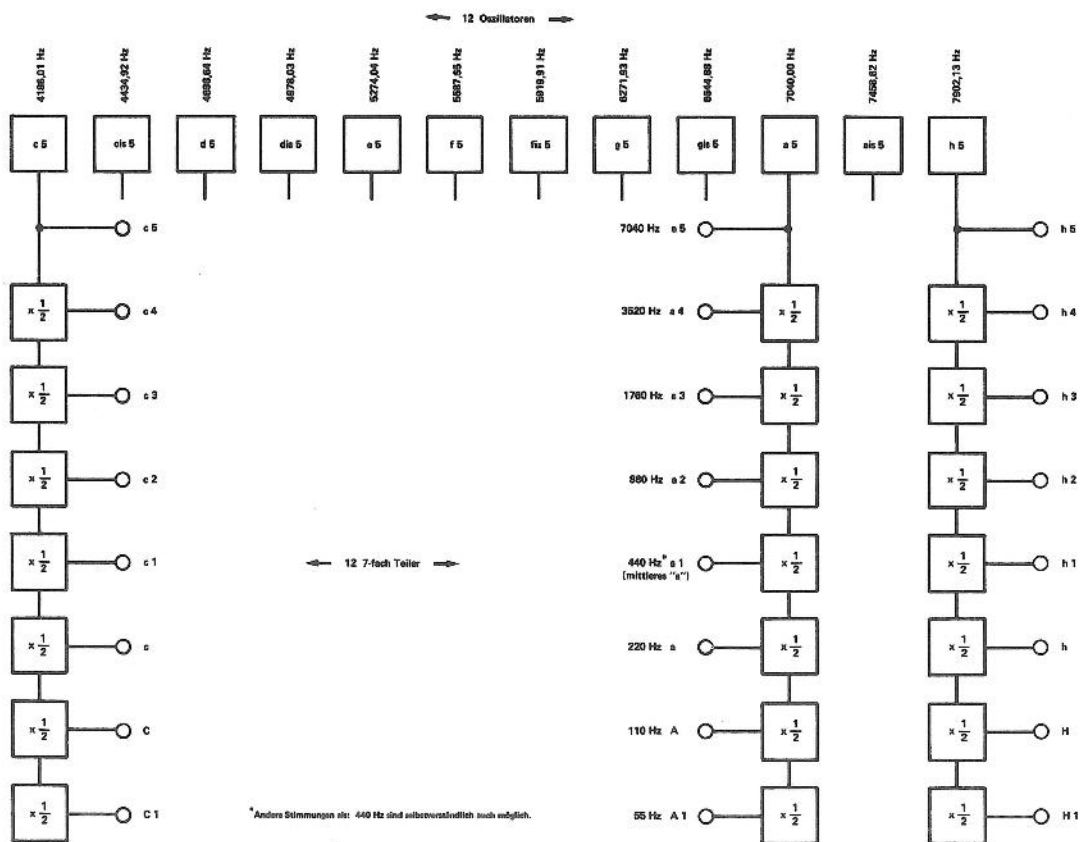 12 Oszillatoren
4186,01 Hz
4434,92 Hz
4698,64 Hz
4978,03 Hz
5274,04 Hz
5587,65 Hz
5919,91 Hz
6271,93 Hz
6644,88 Hz
7040,00 Hz
7458,62 Hz
7902,13 Hz
c 5
cis 5
d 5
dis 5
e 5
f 5
fis 5
g 5
gis 5
a 5
ais 5
h 5
c 5
7040 Hz a 5
h 5
x 1/2
c 4
3520 Hz a 4
x 1/2
x 1/2
h 4
x 1/2
c 3
1760 Hz a 3
x 1/2
x 1/2
h 3
x 1/2
c 2
880 Hz a 2
x 1/2
x 1/2
h 2
x 1/2
c 1
12 7-fach Teiler
440 Hz* a 1
(mittleres "a")
x 1/2
x 1/2
h 1
x 1/2
c
220 Hz a
x 1/2
x 1/2
h
x 1/2
C
110 Hz A
x 1/2
x 1/2
H
x 1/2
C 1
*Andere Stimmungen als 440 Hz sind selbstverständlich auch möglich.
55 Hz A 1
x 1/2
x 1/2
H 1